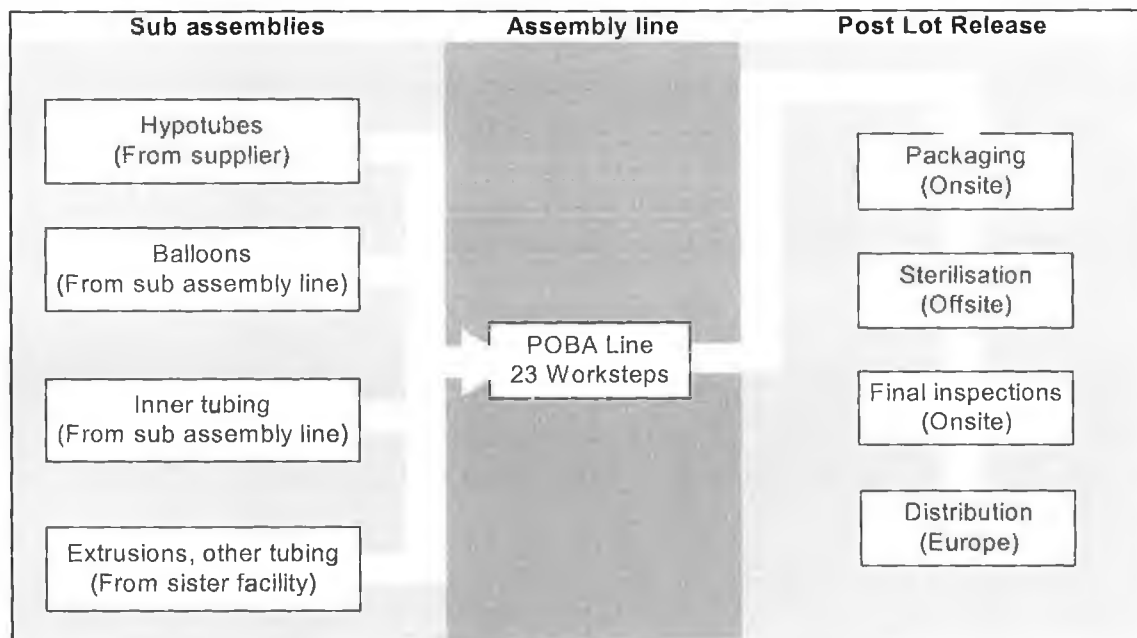 Sub assemblies
Assembly line
Post Lot Release
Hypotubes
(From supplier)
Balloons
(From sub assembly line)
Inner tubing
(From sub assembly line)
Extrusions, other tubing
(From sister facility)
POBA Line
23 Worksteps
Packaging
(Onsite)
Sterilisation
(Offsite)
Final inspections
(Onsite)
Distribution
(Europe)